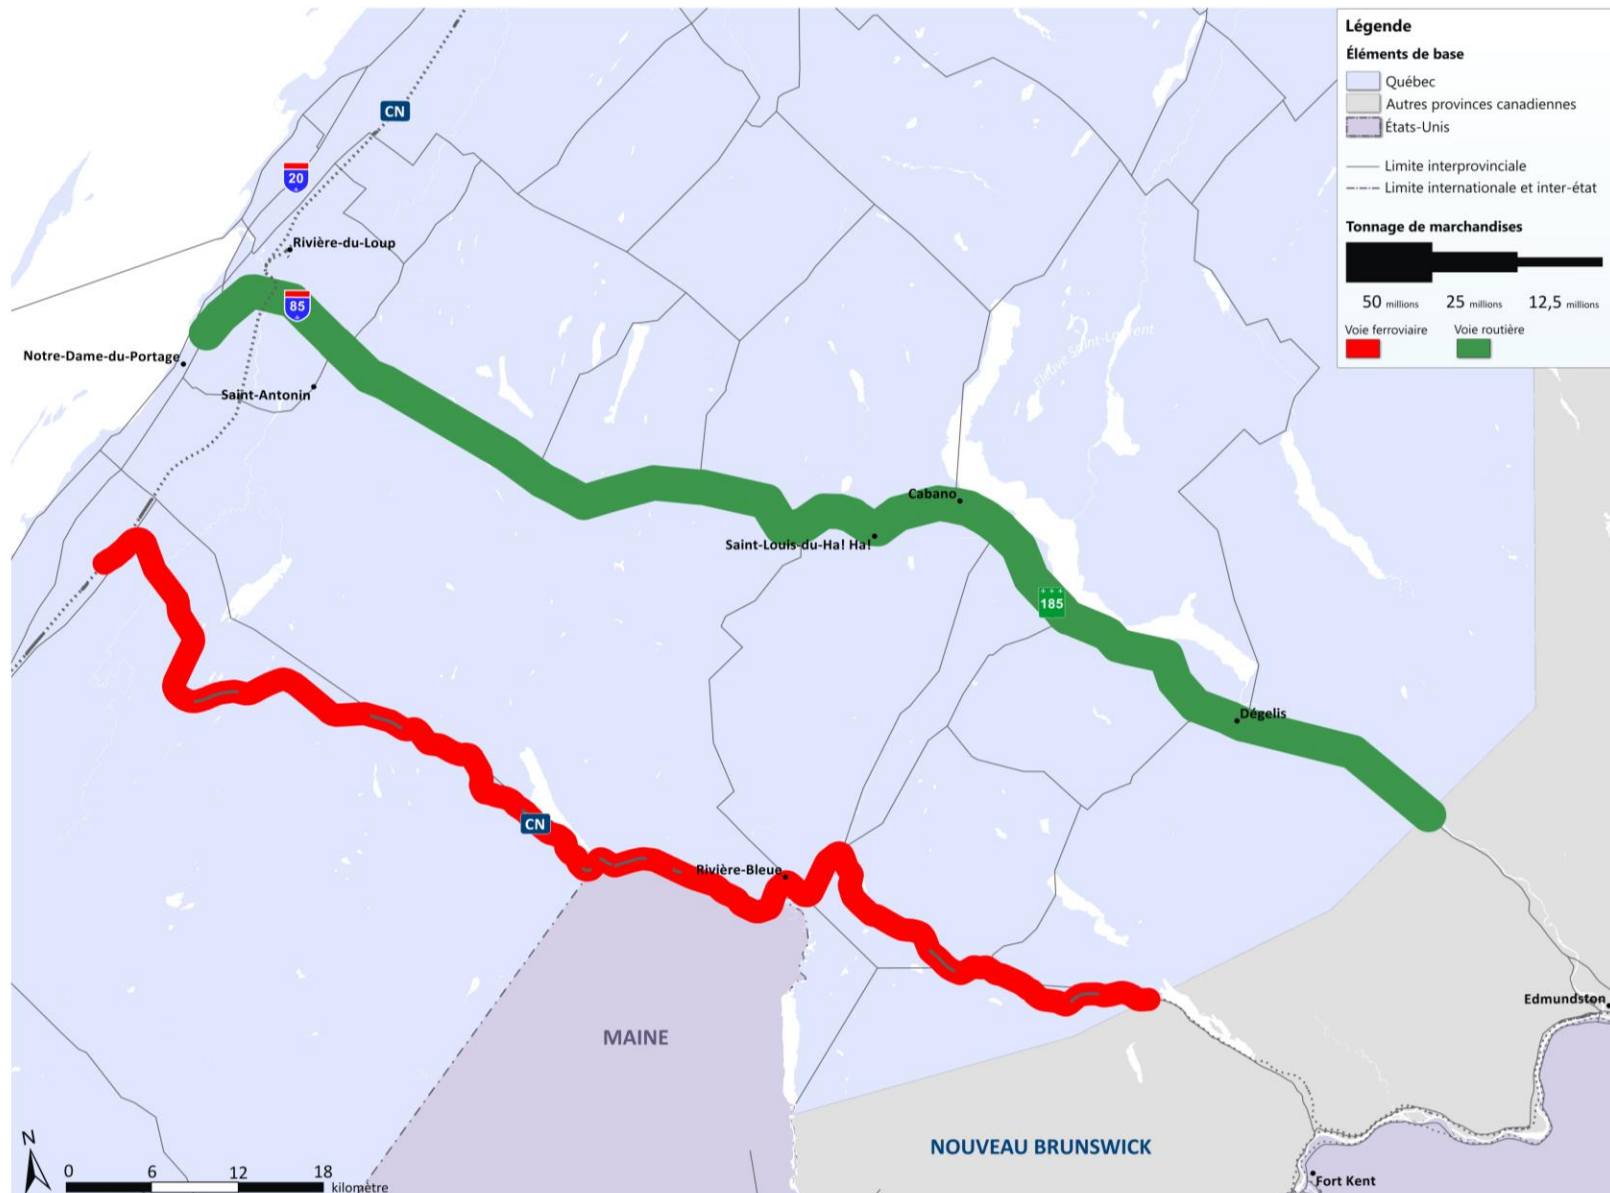 Légende
Éléments de base
Québec
Autres provinces canadiennes
États-Unis
Limite interprovinciale
Limite internationale et inter-état
Tonnage de marchandises
50 millions 25 millions 12,5 millions
Voie ferroviaire Voie routière
CN
20
Rivière-du-Loup
85
Notre-Dame-du-Portage
Saint-Antonin
Fleuve Saint-Laurent
Cabano
Saint-Louis-du-Ha! Ha!
185
Dégelis
CN
Rivière-Bleue
Edmundston
MAINE
NOUVEAU BRUNSWICK
Fort Kent
N
0 6 12 18
kilomètre